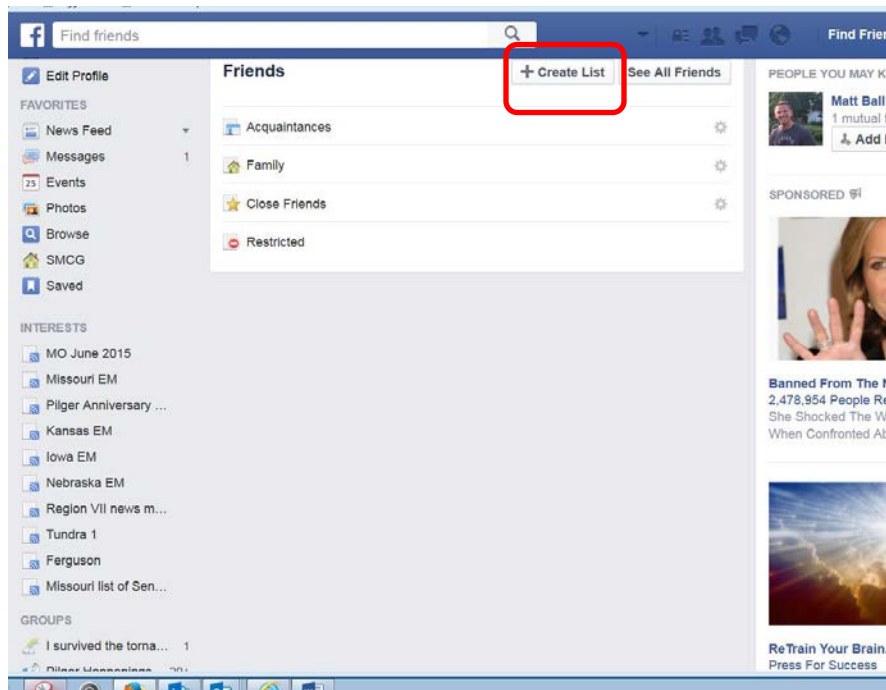 f
Find friends
Find Frien
Edit Profile
FAVORITES
News Feed
Messages 1
25 Events
Photos
Browse
SMCG
Saved
INTERESTS
MO June 2015
Missouri EM
Pilger Anniversary ...
Kansas EM
Iowa EM
Nebraska EM
Region VII news m...
Tundra 1
Ferguson
Missouri list of Sen...
GROUPS
I survived the torna... 1
Friends
+ Create List
See All Friends
Acquaintances
Family
Close Friends
Restricted
PEOPLE YOU MAY K
Matt Ball
1 mutual
Add
SPONSORED
Banned From The
2,478,954 People Re
She Shocked The W
When Confronted Ab
ReTrain Your Brain.
Press For Success